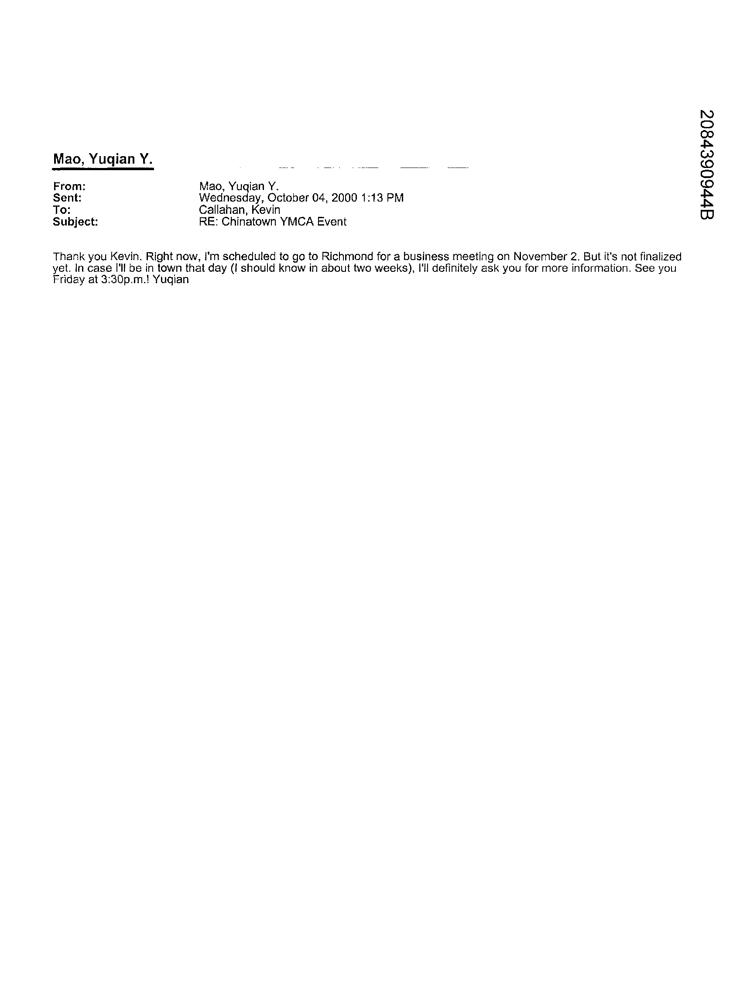 Mao, Yuqian Y.
From: Mao, Yuqian Y.
Sent: Wednesday, October 04, 2000 1:13 PM
To: Callahan, Kevin
Subject: RE: Chinatown YMCA Event
Thank you Kevin. Right now, I'm scheduled to go to Richmond for a business meeting on November 2. But it's not finalized
yet. In case I'll be in town that day (I should know in about two weeks), I'll definitely ask you for more information. See you
Friday at 3:30p.m.! Yuqian
2084390944B